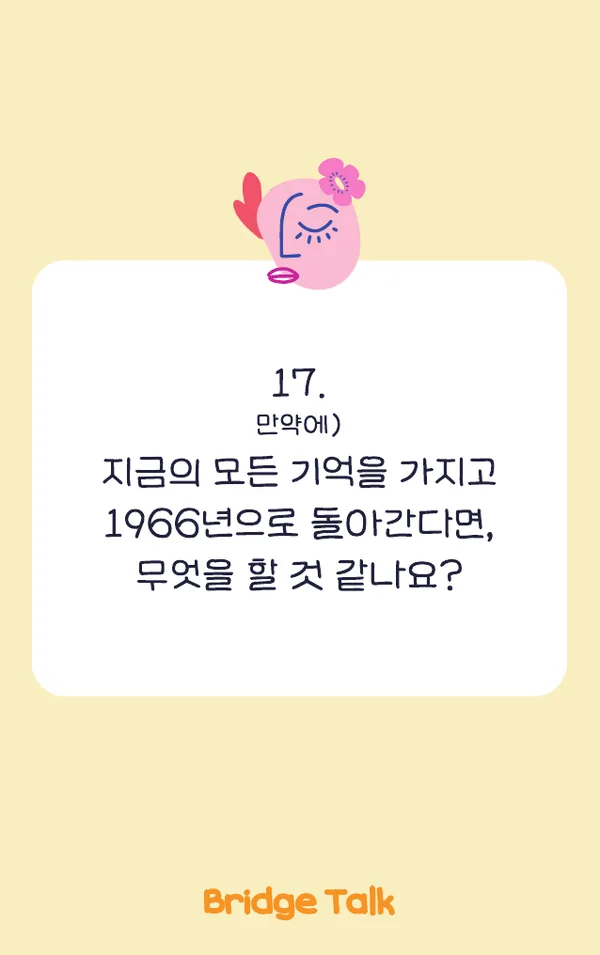 17.
만약에)
지금의 모든 기억을 가지고
1966년으로 돌아간다면,
무엇을 할 것 같나요?
Bridge Talk